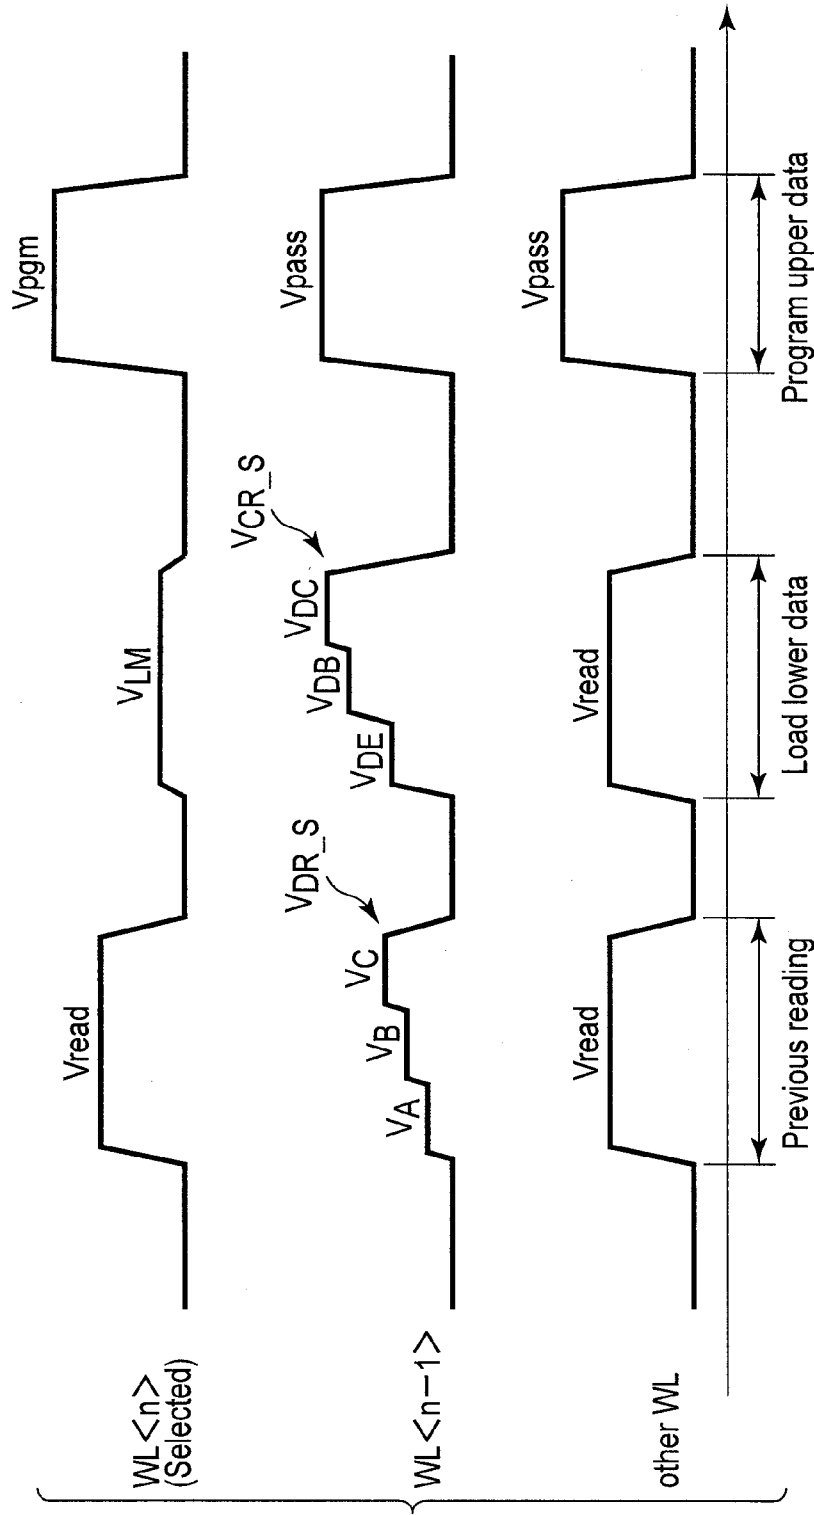 WL<n>
(Selected)
Vread
VLM
Vpgm
WL<n-1>
VA
VB
VC
VDR_S
VDE
VDB
VDC
VCR_S
Vpass
other WL
Vread
Vread
Vpass
Previous reading
Load lower data
Program upper data